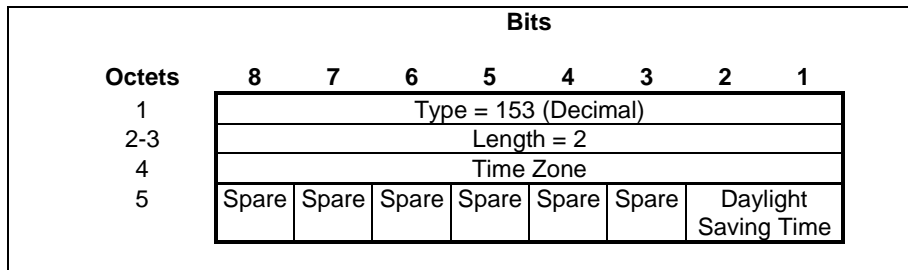 Bits
Octets 8 7 6 5 4 3 2 1
1 Type = 153 (Decimal)
2-3 Length = 2
4 Time Zone
5 Spare Spare Spare Spare Spare Spare Daylight
Saving Time